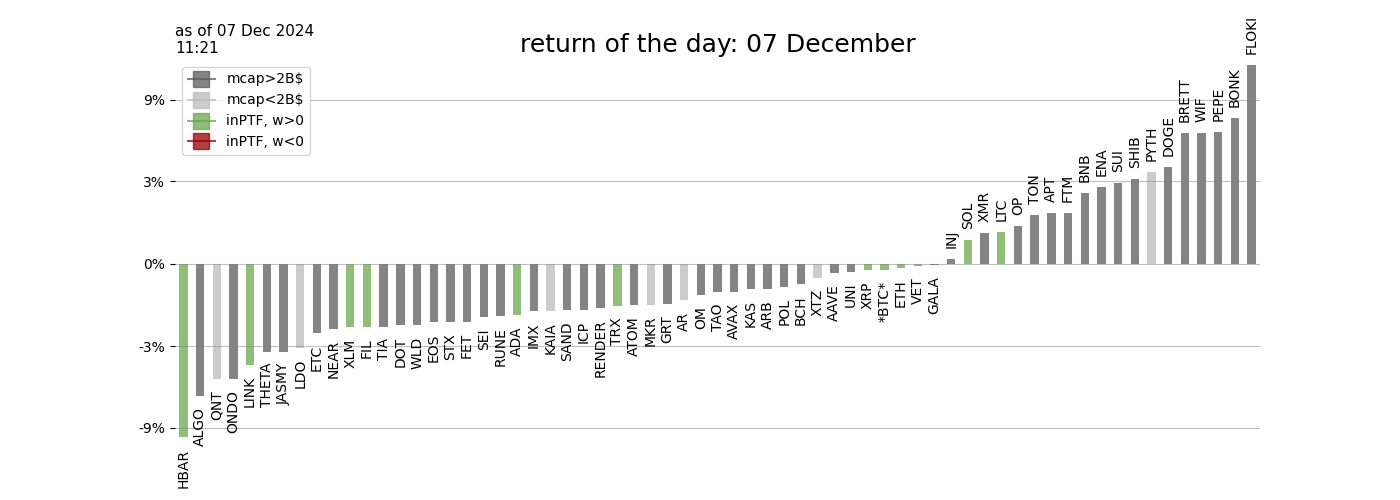 as of 07 Dec 2024
11:21
return of the day: 07 December
mcap>2B$
mcap<2B$
inPTF, w>0
inPTF, w<0
9%
3%
0%
-3%
-9%
HBAR
ALGO
QNT
ONDO
LINK
THETA
JASMY
LDO
ETC
NEAR
XLM
FIL
TIA
DOT
WLD
EOS
STX
FET
SEI
RUNE
ADA
IMX
KAIA
SAND
ICP
RENDER
TRX
ATOM
MKR
GRT
AR
OM
TAO
AVAX
KAS
ARB
POL
BCH
XTZ
AAVE
UNI
XRP
*BTC*
ETH
VET
GALA
INJ
SOL
XMR
LTC
OP
TON
APT
FTM
BNB
ENA
SUI
SHIB
PYTH
DOGE
BRETT
WIF
PEPE
BONK
FLOKI